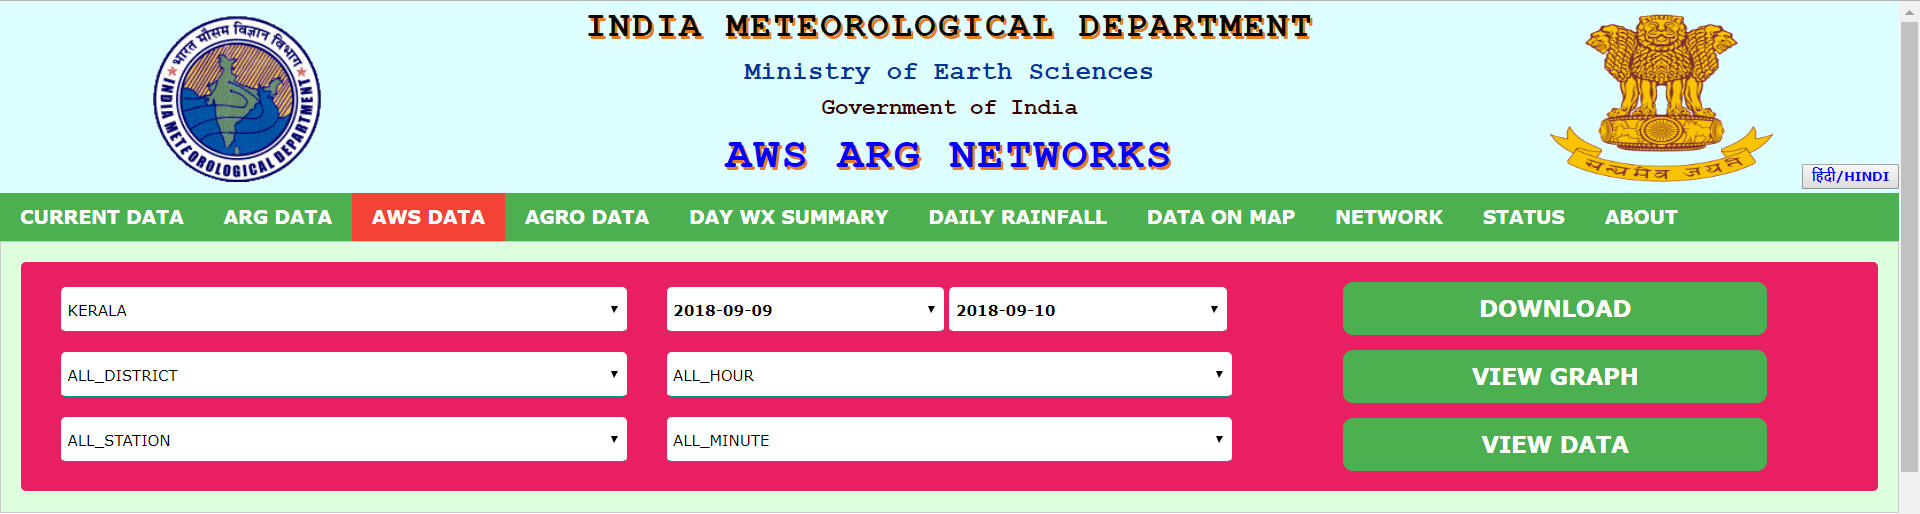 INDIA METEOROLOGICAL DEPARTMENT
Ministry of Earth Sciences
Government of India
AWS ARG NETWORKS
भारत मौसम विज्ञान विभाग
INDIA METEOROLOGICAL DEPARTMENT
सत्यमेव जयते
हिंदी/HINDI
CURRENT DATA ARG DATA AWS DATA AGRO DATA DAY WX SUMMARY DAILY RAINFALL DATA ON MAP NETWORK STATUS ABOUT
KERALA 2018-09-09 2018-09-10 DOWNLOAD
ALL_DISTRICT ALL_HOUR VIEW GRAPH
ALL_STATION ALL_MINUTE VIEW DATA